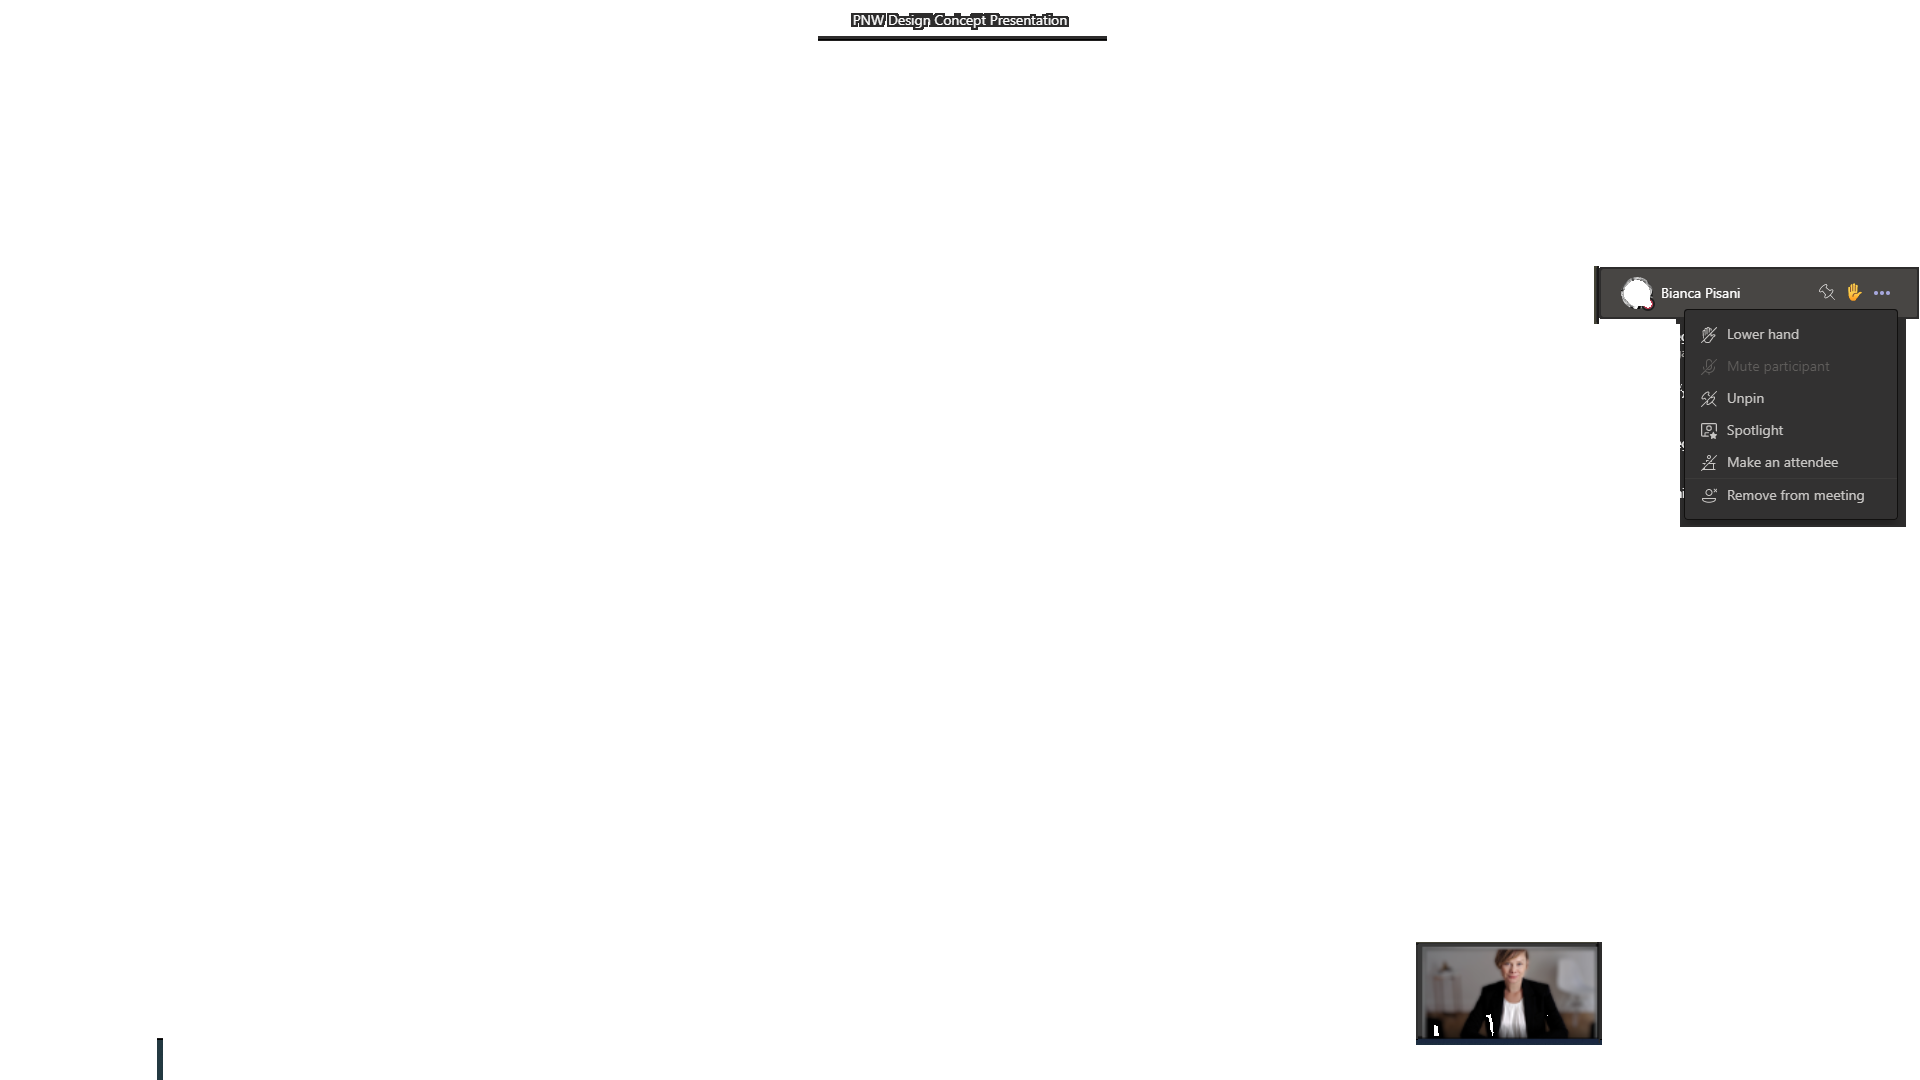 PNW Design Concept Presentation
Bianca Pisani
Lower hand
Mute participant
Unpin
Spotlight
Make an attendee
Remove from meeting